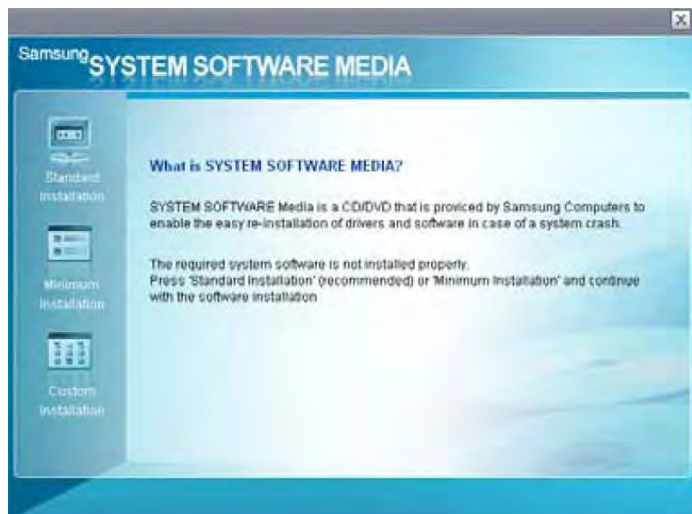 Samsung SYSTEM SOFTWARE MEDIA
Standard
Installation
Minimum
Installation
Custom
Installation
What is SYSTEM SOFTWARE MEDIA?
SYSTEM SOFTWARE Media is a CD/DVD that is proviced by Samsung Computers to
enable the easy re-installation of drivers and software in case of a system crash.
The required system software is not installed properly.
Press 'Standard Installation' (recommended) or 'Minimum Installation' and continue
with the software installation